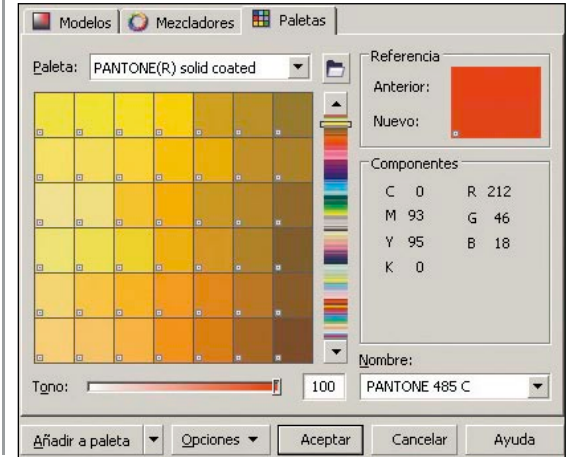 Modelos Mezcladores Paletas
Paleta: PANTONE(R) solid coated
Referencia
Anterior:
Nuevo:
Componentes
C 0 R 212
M 93 G 46
Y 95 B 18
K 0
Nombre:
Tono: 100 PANTONE 485 C
Añadir a paleta Opciones Aceptar Cancelar Ayuda